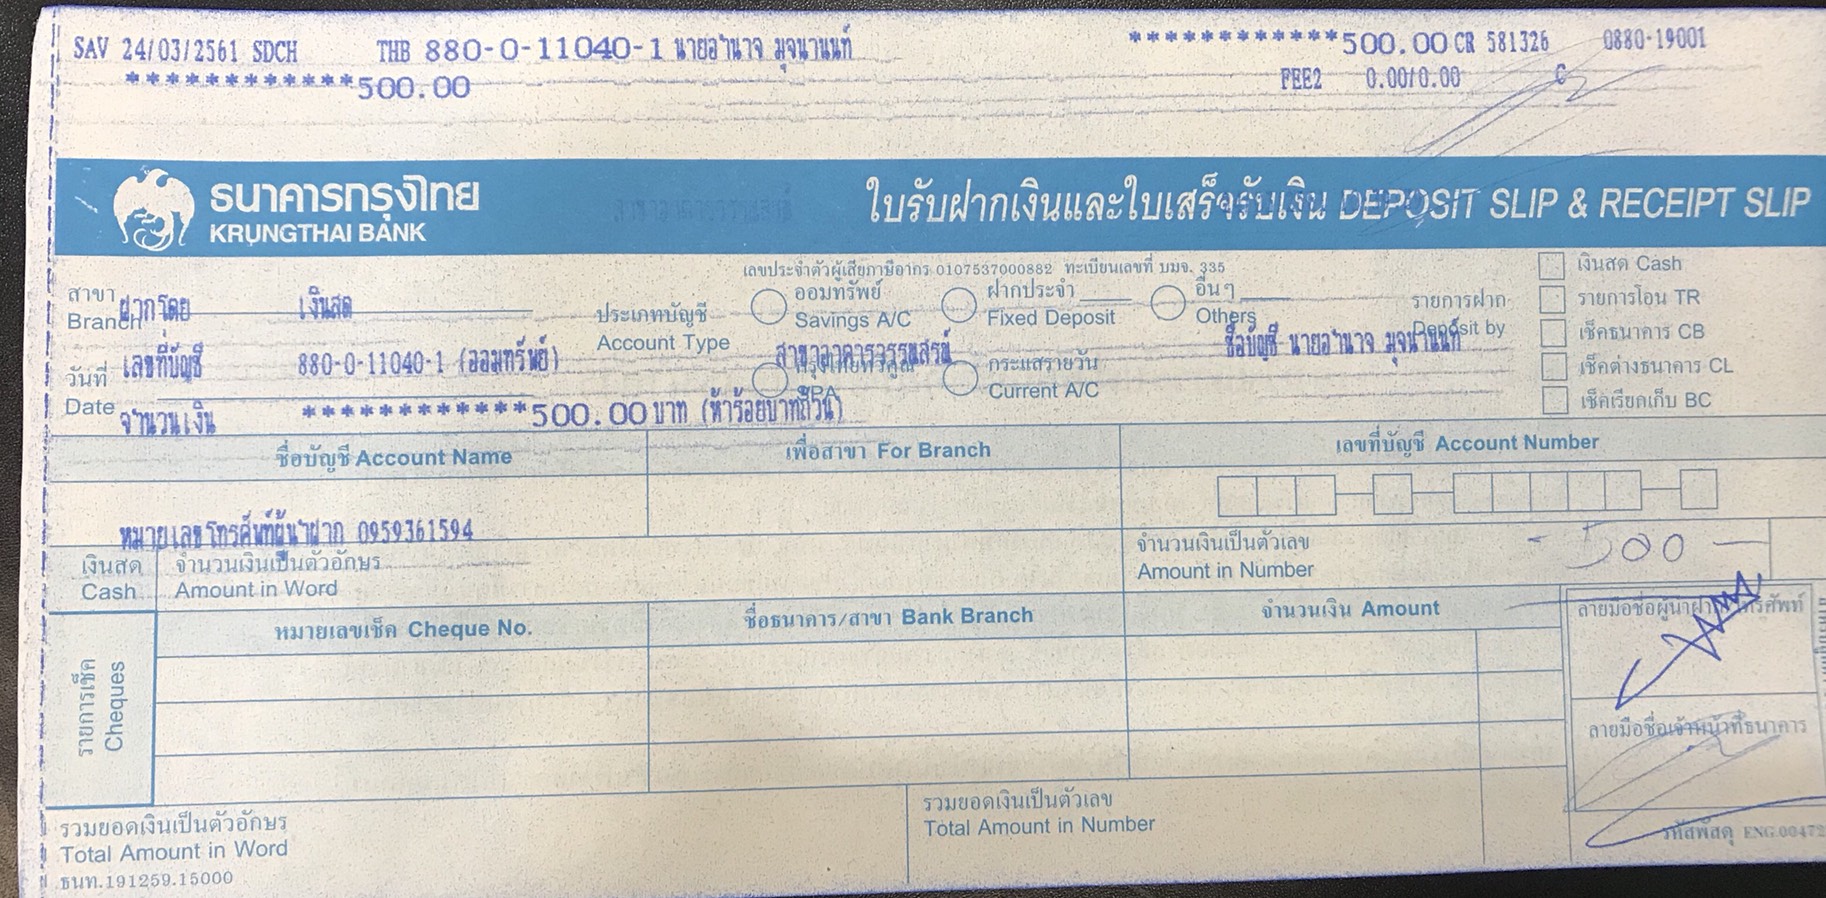 SAV 24/03/2561 SDCH THB 880-0-11040-1 นายอำนาจ มุจนานนท์ ************500.00 CR 581326 0880-19001
************500.00 FEE2 0.00/0.00 C
ธนาคารกรุงไทย
KRUNGTHAI BANK
ใบรับฝากเงินและใบเสร็จรับเงิน DEPOSIT SLIP & RECEIPT SLIP
เลขประจำตัวผู้เสียภาษีอากร 0107537000882 ทะเบียนเลขที่ บมจ. 335
สาขา
Branch
ฝากโดย เงินสด
ประเภทบัญชี
Account Type
ออมทรัพย์
Savings A/C
ฝากประจำ
Fixed Deposit
อื่นๆ
Others
รายการฝาก
Deposit by
เงินสด Cash
รายการโอน TR
เช็คธนาคาร CB
เช็คต่างธนาคาร CL
เช็คเรียกเก็บ BC
วันที่
Date
เลขที่บัญชี 880-0-11040-1 (ออมทรัพย์)
ชื่อบัญชี นายอำนาจ มุจนานนท์
กระแสรายวัน
Current A/C
จำนวนเงิน ************500.00 บาท (ห้าร้อยบาทถ้วน)
ชื่อบัญชี Account Name
เพื่อสาขา For Branch
เลขที่บัญชี Account Number
หมายเลขโทรศัพท์ผู้นำฝาก 0959361594
เงินสด
Cash
จำนวนเงินเป็นตัวอักษร
Amount in Word
จำนวนเงินเป็นตัวเลข
Amount in Number
- 500 -
รายการเช็ค
Cheques
หมายเลขเช็ค Cheque No.
ชื่อธนาคาร/สาขา Bank Branch
จำนวนเงิน Amount
ลายมือชื่อผู้นำฝาก/โทรศัพท์
ลายมือชื่อเจ้าหน้าที่ธนาคาร
รวมยอดเงินเป็นตัวอักษร
Total Amount in Word
รวมยอดเงินเป็นตัวเลข
Total Amount in Number
รหัสพัสดุ ENG.00472
ธนท.191259.15000